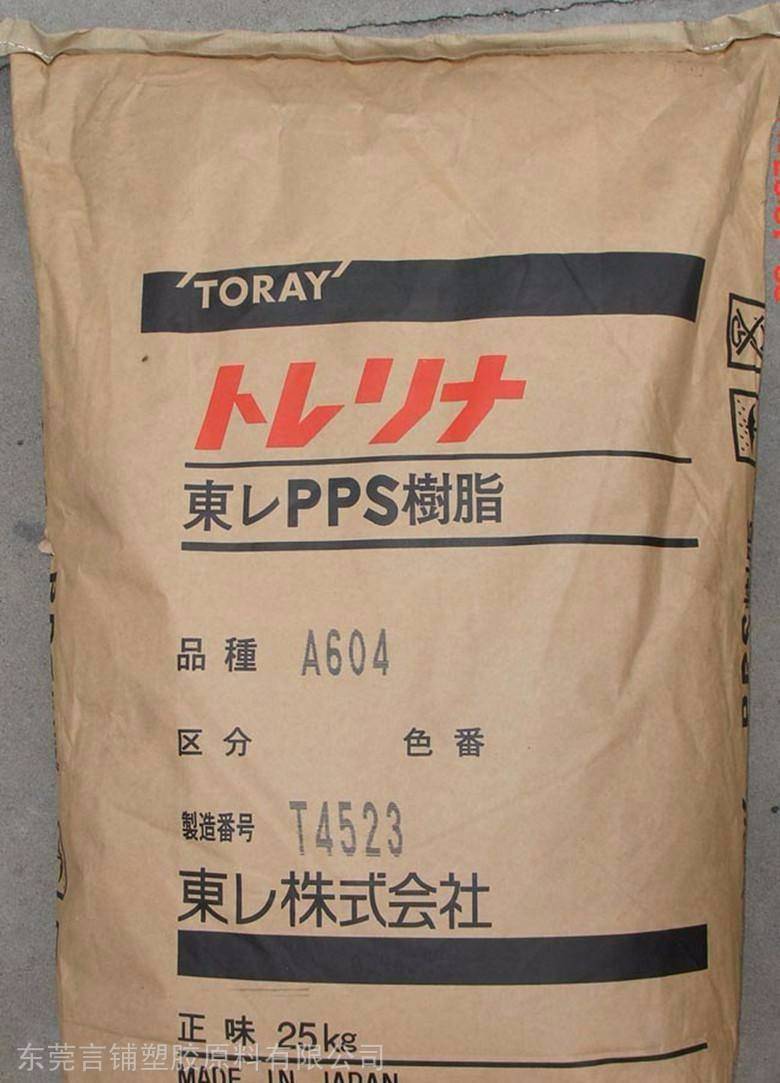 TORAY
トレリナ
東レPPS樹脂
品種 A604
区分 色番
製造番号 T4523
東レ株式会社
正味 25kg
东莞言铺塑胶原料有限公司
MADE IN JAPAN